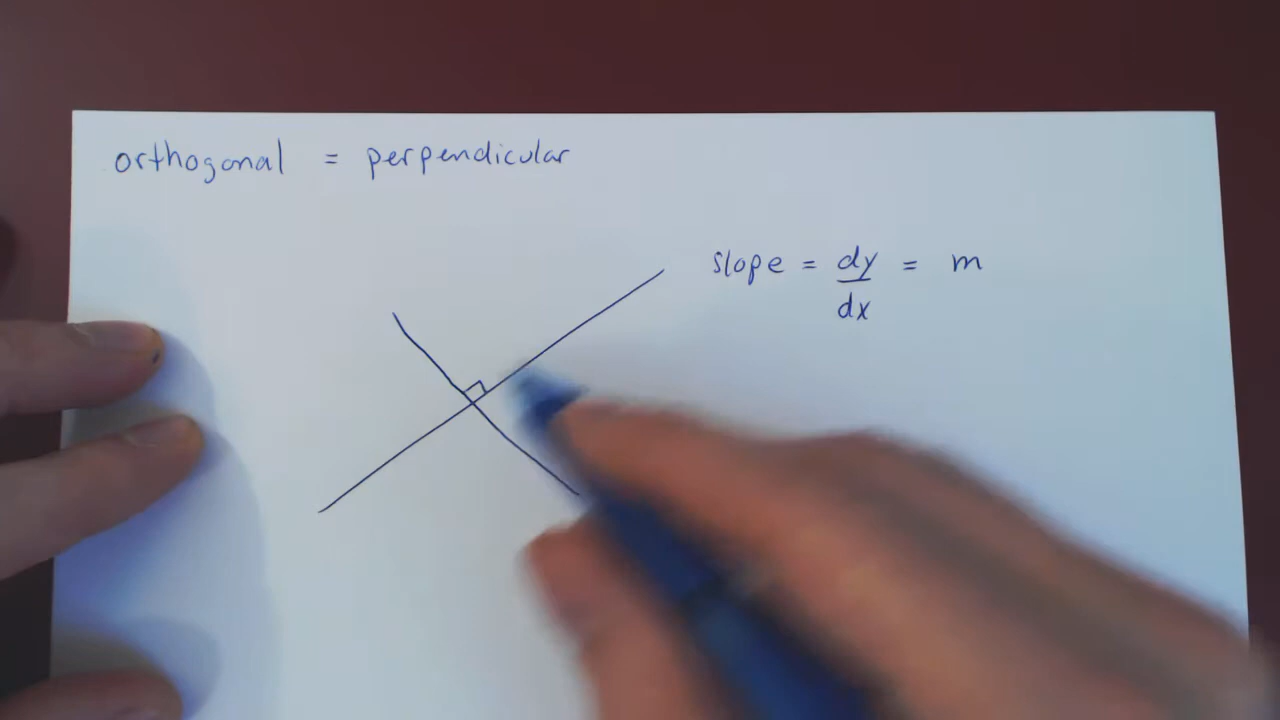 orthogonal = perpendicular
slope = dy/dx = m